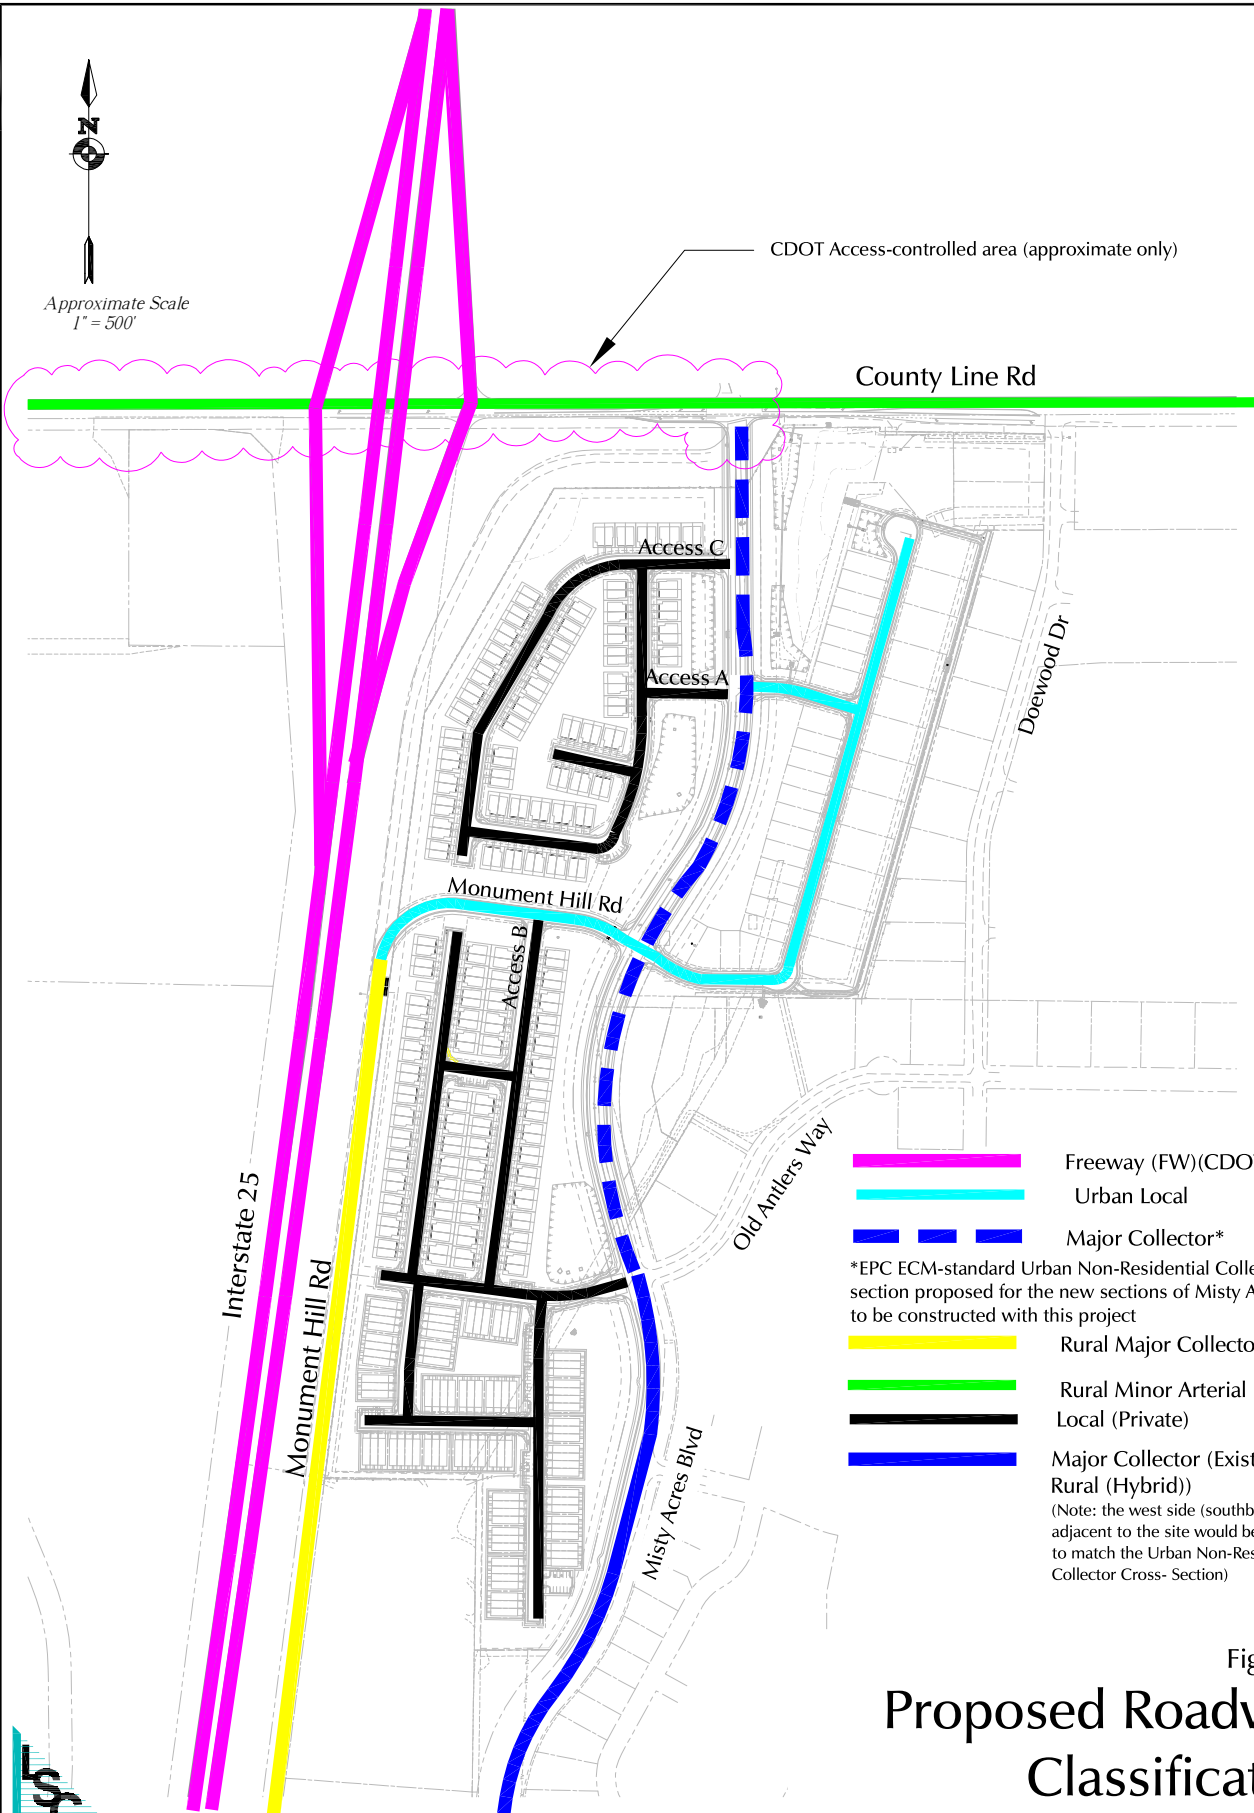 N
Approximate Scale
1" = 500'
CDOT Access-controlled area (approximate only)
County Line Rd
Access C
Access A
Doewood Dr
Monument Hill Rd
Access B
Old Antlers Way
Interstate 25
Monument Hill Rd
Misty Acres Blvd
Freeway (FW)(CDO
Urban Local
Major Collector*
*EPC ECM-standard Urban Non-Residential Colle
section proposed for the new sections of Misty A
to be constructed with this project
Rural Major Collecto
Rural Minor Arterial
Local (Private)
Major Collector (Exist
Rural (Hybrid))
(Note: the west side (southb
adjacent to the site would be
to match the Urban Non-Res
Collector Cross- Section)
Fig
Proposed Roadw
Classificat
LSC